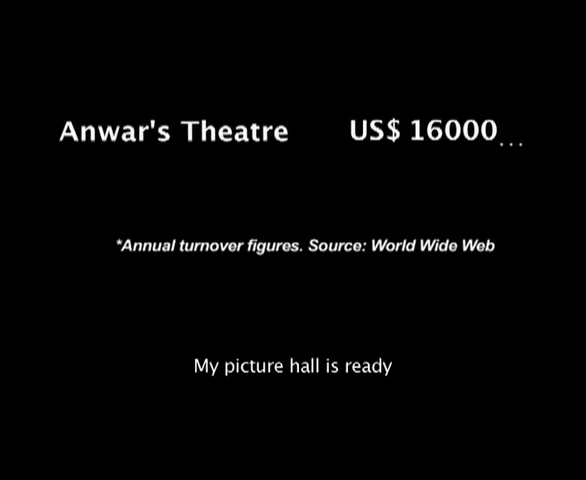 Anwar's Theatre US$ 16000...
*Annual turnover figures. Source: World Wide Web
My picture hall is ready